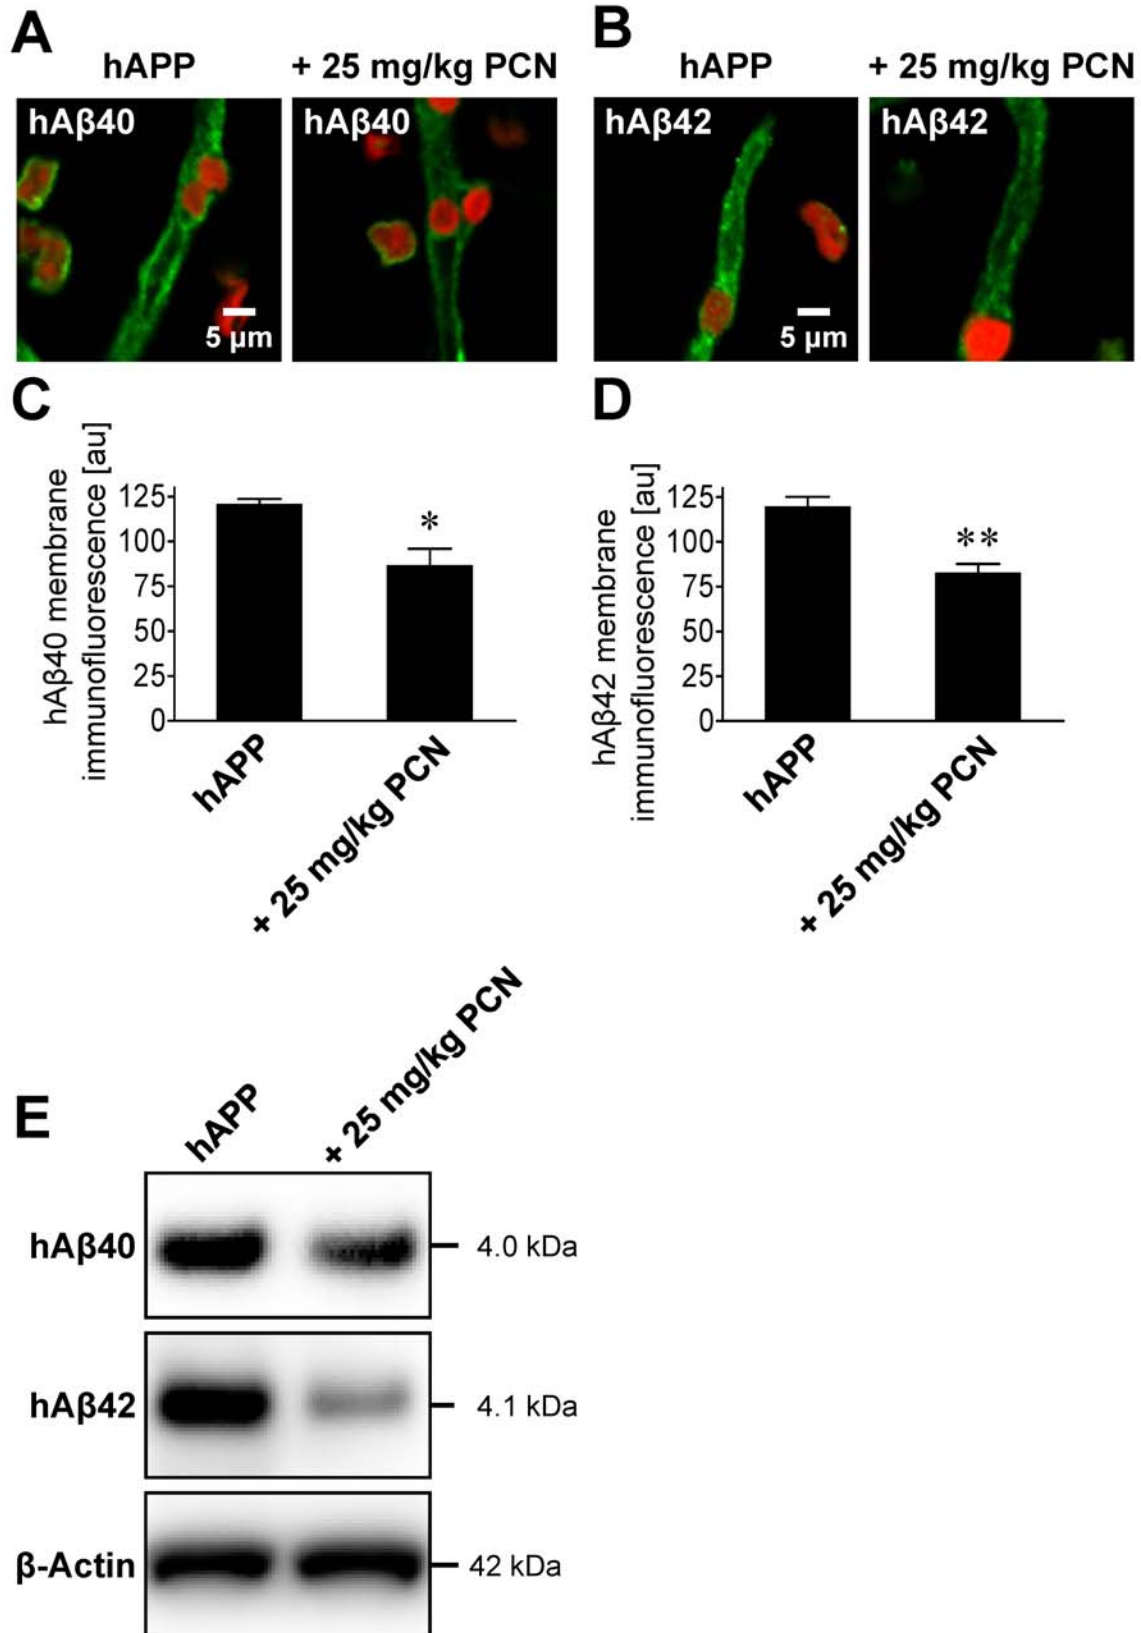 A
B
hAPP
+ 25 mg/kg PCN
hAPP
+ 25 mg/kg PCN
hAβ40
hAβ40
hAβ42
hAβ42
5 µm
5 µm
C
D
hAβ40 membrane
immunofluorescence [au]
125
100
75
50
25
0
*
hAPP
+ 25 mg/kg PCN
hAβ42 membrane
immunofluorescence [au]
125
100
75
50
25
0
**
hAPP
+ 25 mg/kg PCN
E
hAPP
+ 25 mg/kg PCN
hAβ40
4.0 kDa
hAβ42
4.1 kDa
β-Actin
42 kDa